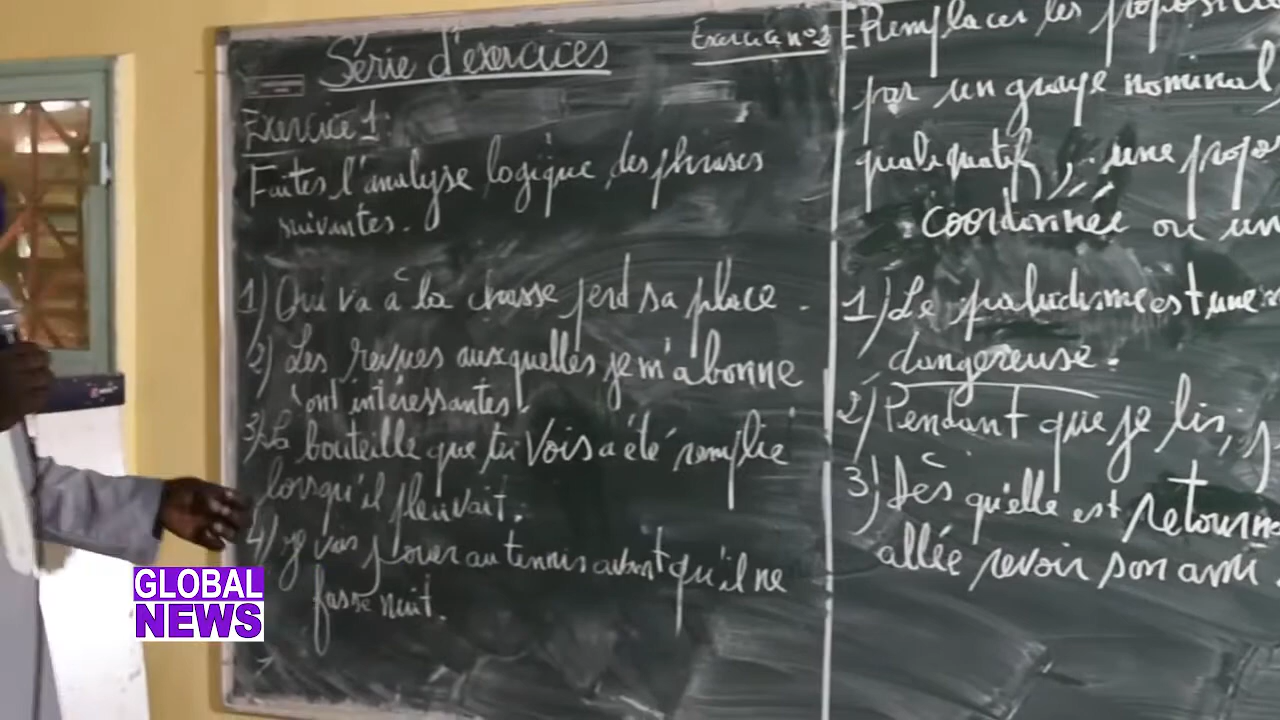 Série d'exercices
Exercice 1:
Faites l'analyse logique des phrases
suivantes.
1) Qui va à la chasse perd sa place.
2) Les revues auxquelles je m'abonne
sont intéressantes.
3) La bouteille que tu vois a été remplie
lorsqu'il pleuvait.
4) Je vais jouer au tennis avant qu'il ne
fasse nuit.
Exercice n°2
Remplacer les
par un groupe nominal,
qualificatif, une
coordonnée ou un
1) Le paludisme est une
dangereuse.
2) Pendant que je lis,
3) Dès qu'elle est
allée revoir son ami.
GLOBAL
NEWS